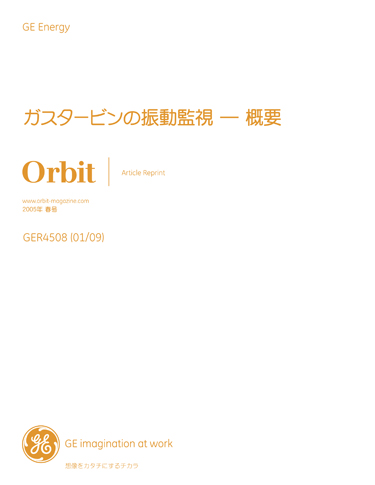 GE Energy
ガスタービンの振動監視 — 概要
Orbit
Article Reprint
www.orbit-magazine.com
2005年 春号
GER4508 (01/09)
GE imagination at work
想像をカタチにするチカラ